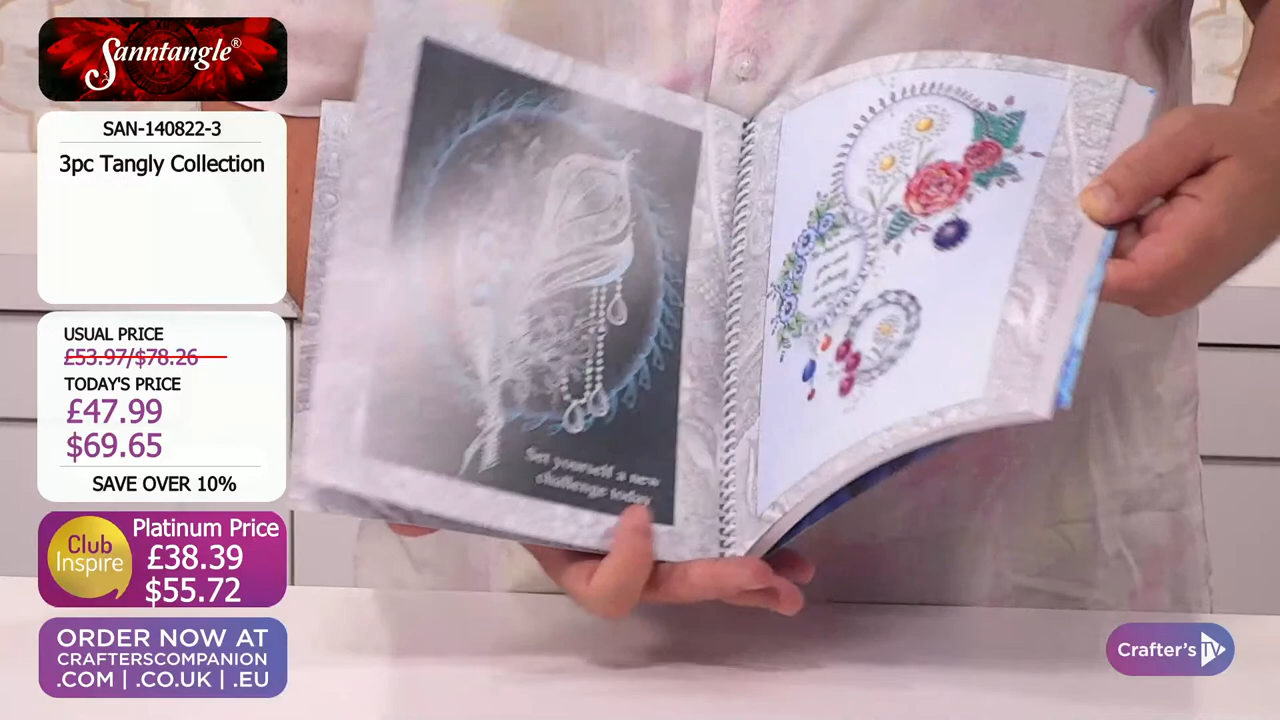 Sanntangle®
SAN-140822-3
3pc Tangly Collection
USUAL PRICE
£53.97/$78.26
TODAY'S PRICE
£47.99
$69.65
SAVE OVER 10%
Club
Inspire
Platinum Price
£38.39
$55.72
ORDER NOW AT
CRAFTERSCOMPANION
.COM | .CO.UK | .EU
Set yourself a new
challenge today
Crafter's TV